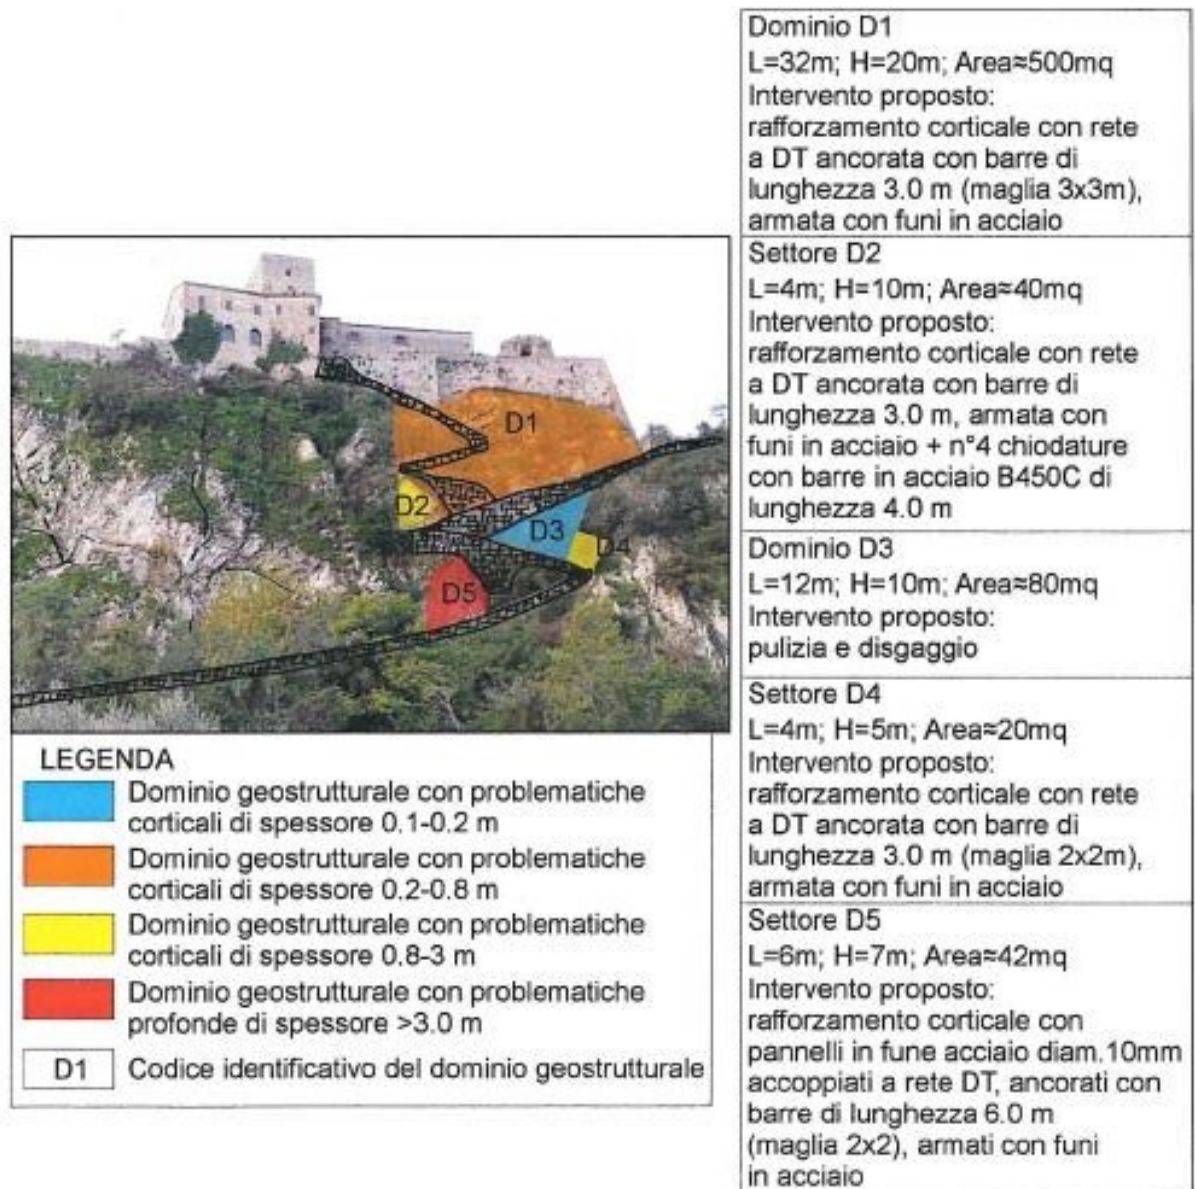 Dominio D1
L=32m; H=20m; Area≈500mq
Intervento proposto:
rafforzamento corticale con rete
a DT ancorata con barre di
lunghezza 3.0 m (maglia 3x3m),
armata con funi in acciaio
Settore D2
L=4m; H=10m; Area≈40mq
Intervento proposto:
rafforzamento corticale con rete
a DT ancorata con barre di
lunghezza 3.0 m, armata con
funi in acciaio + n°4 chiodature
con barre in acciaio B450C di
lunghezza 4.0 m
Dominio D3
L=12m; H=10m; Area≈80mq
Intervento proposto:
pulizia e disgaggio
Settore D4
L=4m; H=5m; Area≈20mq
Intervento proposto:
rafforzamento corticale con rete
a DT ancorata con barre di
lunghezza 3.0 m (maglia 2x2m),
armata con funi in acciaio
Settore D5
L=6m; H=7m; Area≈42mq
Intervento proposto:
rafforzamento corticale con
pannelli in fune acciaio diam.10mm
accoppiati a rete DT, ancorati con
barre di lunghezza 6.0 m
(maglia 2x2), armati con funi
in acciaio
D1
D2
D3
D4
D5
LEGENDA
Dominio geostrutturale con problematiche
corticali di spessore 0.1-0.2 m
Dominio geostrutturale con problematiche
corticali di spessore 0.2-0.8 m
Dominio geostrutturale con problematiche
corticali di spessore 0.8-3 m
Dominio geostrutturale con problematiche
profonde di spessore >3.0 m
D1 Codice identificativo del dominio geostrutturale